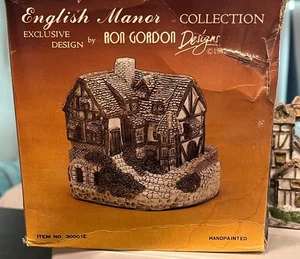 English Manor COLLECTION
EXCLUSIVE DESIGN by RON GORDON Designs
ITEM NO. 30001E
HANDPAINTED